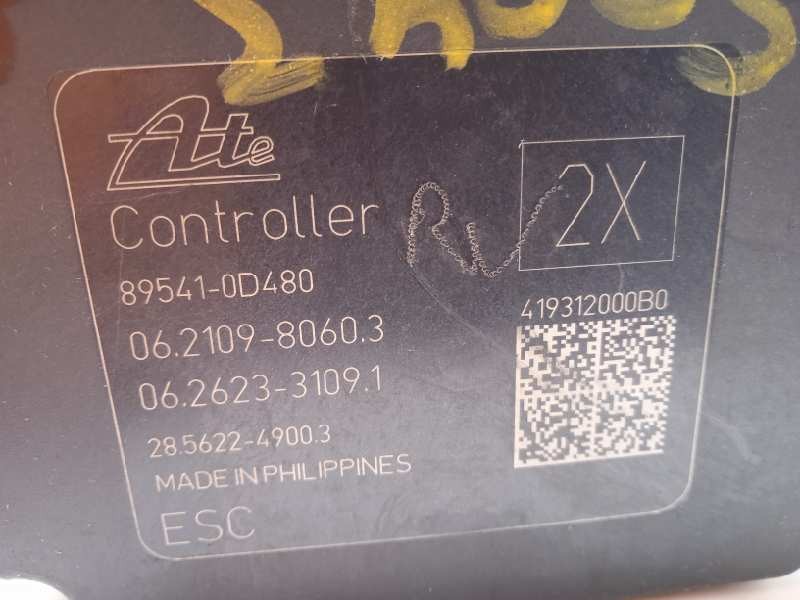 Ate
Controller
2X
89541-0D480
06.2109-8060.3
06.2623-3109.1
28.5622-4900.3
MADE IN PHILIPPINES
ESC
419312000B0